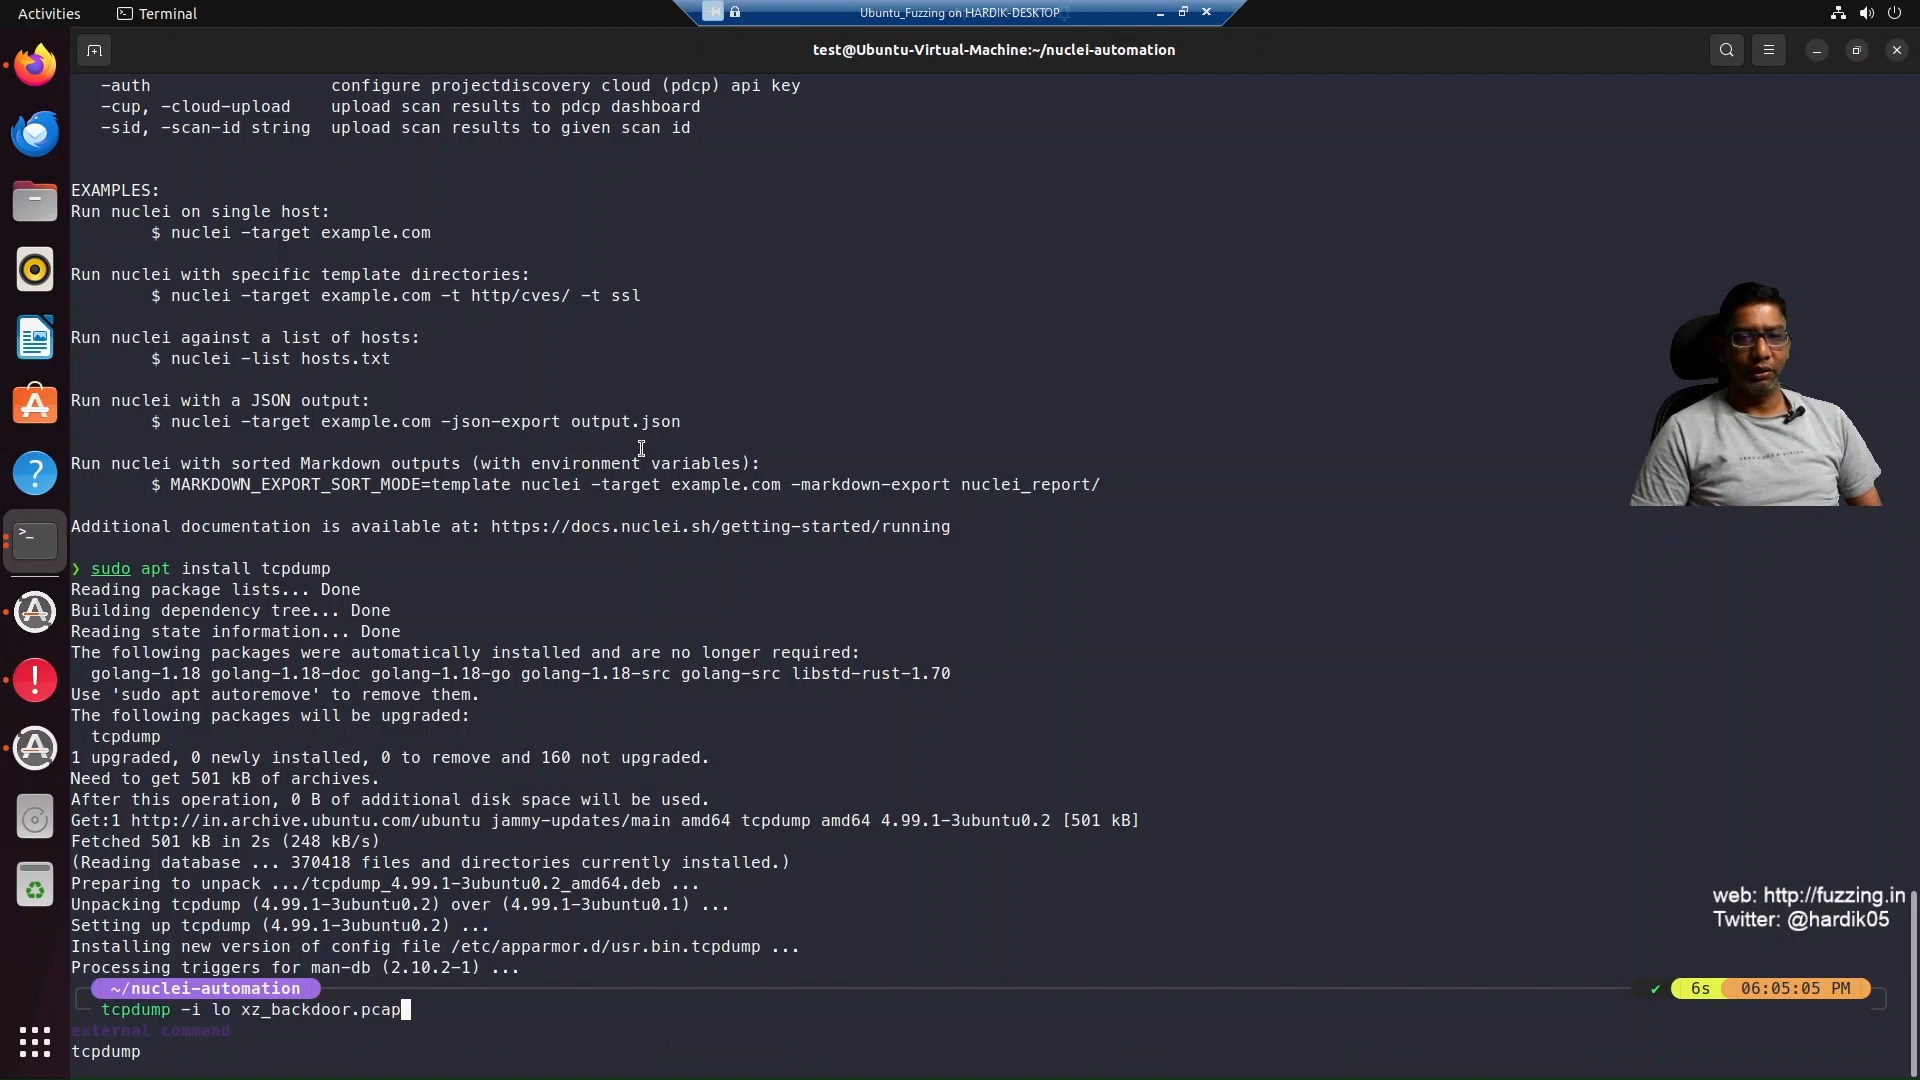 Activities
Terminal
Ubuntu_Fuzzing on HARDIK-DESKTOP
test@Ubuntu-Virtual-Machine:~/nuclei-automation
-auth configure projectdiscovery cloud (pdcp) api key
-cup, -cloud-upload upload scan results to pdcp dashboard
-sid, -scan-id string upload scan results to given scan id
EXAMPLES:
Run nuclei on single host:
$ nuclei -target example.com
Run nuclei with specific template directories:
$ nuclei -target example.com -t http/cves/ -t ssl
Run nuclei against a list of hosts:
$ nuclei -list hosts.txt
Run nuclei with a JSON output:
$ nuclei -target example.com -json-export output.json
Run nuclei with sorted Markdown outputs (with environment variables):
$ MARKDOWN_EXPORT_SORT_MODE=template nuclei -target example.com -markdown-export nuclei_report/
Additional documentation is available at: https://docs.nuclei.sh/getting-started/running
❯ sudo apt install tcpdump
Reading package lists... Done
Building dependency tree... Done
Reading state information... Done
The following packages were automatically installed and are no longer required:
golang-1.18 golang-1.18-doc golang-1.18-go golang-1.18-src golang-src libstd-rust-1.70
Use 'sudo apt autoremove' to remove them.
The following packages will be upgraded:
tcpdump
1 upgraded, 0 newly installed, 0 to remove and 160 not upgraded.
Need to get 501 kB of archives.
After this operation, 0 B of additional disk space will be used.
Get:1 http://in.archive.ubuntu.com/ubuntu jammy-updates/main amd64 tcpdump amd64 4.99.1-3ubuntu0.2 [501 kB]
Fetched 501 kB in 2s (248 kB/s)
(Reading database ... 370418 files and directories currently installed.)
Preparing to unpack .../tcpdump_4.99.1-3ubuntu0.2_amd64.deb ...
Unpacking tcpdump (4.99.1-3ubuntu0.2) over (4.99.1-3ubuntu0.1) ...
Setting up tcpdump (4.99.1-3ubuntu0.2) ...
Installing new version of config file /etc/apparmor.d/usr.bin.tcpdump ...
Processing triggers for man-db (2.10.2-1) ...
~/nuclei-automation ✔ 6s 06:05:05 PM
tcpdump -i lo xz_backdoor.pcap
external command
tcpdump
web: http://fuzzing.in
Twitter: @hardik05